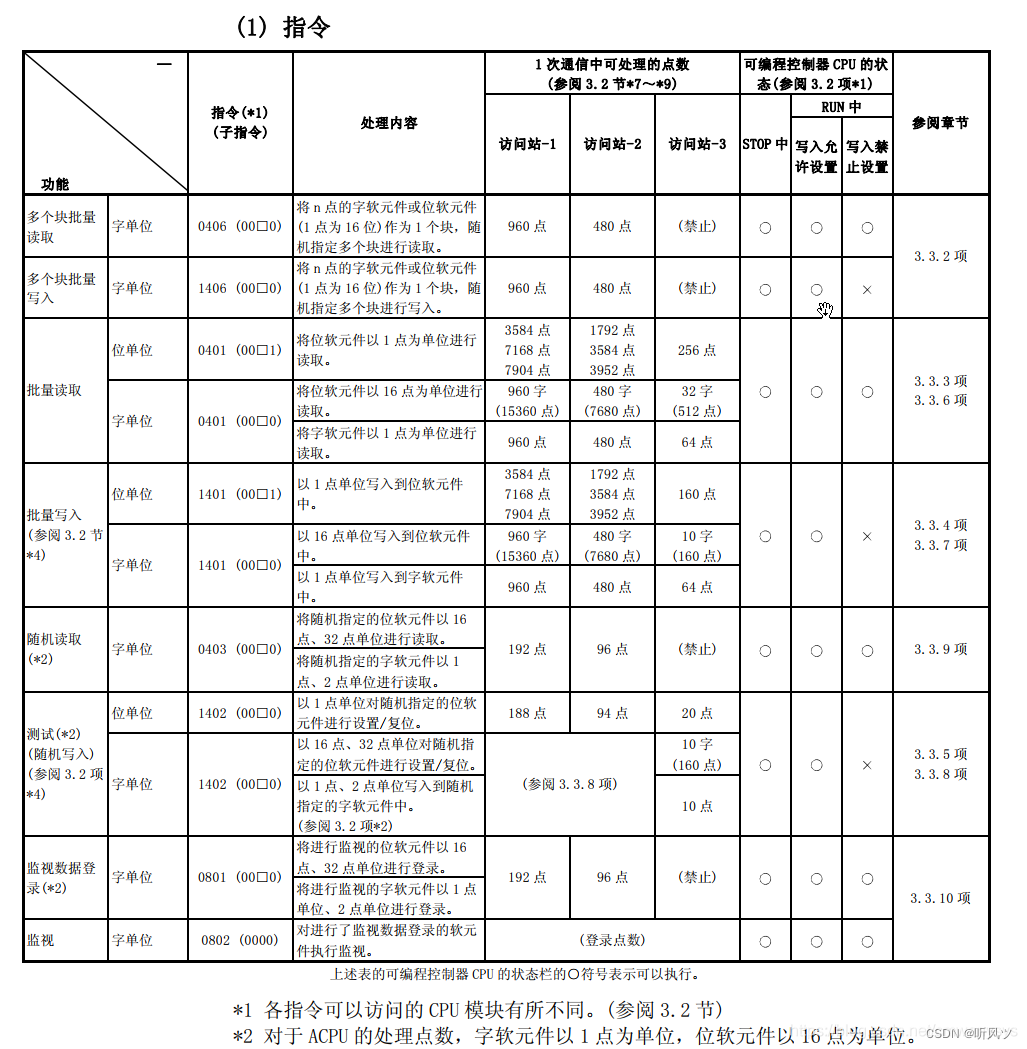 (1) 指令
一
功能
指令(*1)
(子指令)
处理内容
1 次通信中可处理的点数
(参阅 3.2 节*7～*9)
访问站-1
访问站-2
访问站-3
可编程控制器 CPU 的状
态(参阅 3.2 项*1)
STOP 中
RUN 中
写入允
许设置
写入禁
止设置
参阅章节
多个块批量
读取
字单位
0406 (00□0)
将 n 点的字软元件或位软元件
(1 点为 16 位)作为 1 个块，随
机指定多个块进行读取。
960 点
480 点
(禁止)
○
○
○
3.3.2 项
多个块批量
写入
字单位
1406 (00□0)
将 n 点的字软元件或位软元件
(1 点为 16 位)作为 1 个块，随
机指定多个块进行写入。
960 点
480 点
(禁止)
○
○
×
批量读取
位单位
0401 (00□1)
将位软元件以 1 点为单位进行
读取。
3584 点
7168 点
7904 点
1792 点
3584 点
3952 点
256 点
○
○
○
3.3.3 项
3.3.6 项
字单位
0401 (00□0)
将位软元件以 16 点为单位进行
读取。
960 字
(15360 点)
480 字
(7680 点)
32 字
(512 点)
将字软元件以 1 点为单位进行
读取。
960 点
480 点
64 点
批量写入
(参阅 3.2 节
*4)
位单位
1401 (00□1)
以 1 点单位写入到位软元件
中。
3584 点
7168 点
7904 点
1792 点
3584 点
3952 点
160 点
○
○
×
3.3.4 项
3.3.7 项
字单位
1401 (00□0)
以 16 点单位写入到位软元件
中。
960 字
(15360 点)
480 字
(7680 点)
10 字
(160 点)
以 1 点单位写入到字软元件
中。
960 点
480 点
64 点
随机读取
(*2)
字单位
0403 (00□0)
将随机指定的位软元件以 16
点、32 点单位进行读取。
将随机指定的字软元件以 1
点、2 点单位进行读取。
192 点
96 点
(禁止)
○
○
○
3.3.9 项
测试(*2)
(随机写入)
(参阅 3.2 项
*4)
位单位
1402 (00□0)
以 1 点单位对随机指定的位软
元件进行设置/复位。
188 点
94 点
20 点
○
○
×
3.3.5 项
3.3.8 项
字单位
1402 (00□0)
以 16 点、32 点单位对随机指
定的位软元件进行设置/复位。
(参阅 3.3.8 项)
10 字
(160 点)
以 1 点、2 点单位写入到随机
指定的字软元件中。
(参阅 3.2 项*2)
10 点
监视数据登
录(*2)
字单位
0801 (00□0)
将进行监视的位软元件以 16
点、32 点单位进行登录。
将进行监视的字软元件以 1 点
单位、2 点单位进行登录。
192 点
96 点
(禁止)
○
○
○
3.3.10 项
监视
字单位
0802 (0000)
对进行了监视数据登录的软元
件执行监视。
(登录点数)
○
○
○
上述表的可编程控制器 CPU 的状态栏的○符号表示可以执行。
*1 各指令可以访问的 CPU 模块有所不同。(参阅 3.2 节)
*2 对于 ACPU 的处理点数，字软元件以 1 点为单位，位软元件以 16 点为单位。
CSDN @听风ヅ